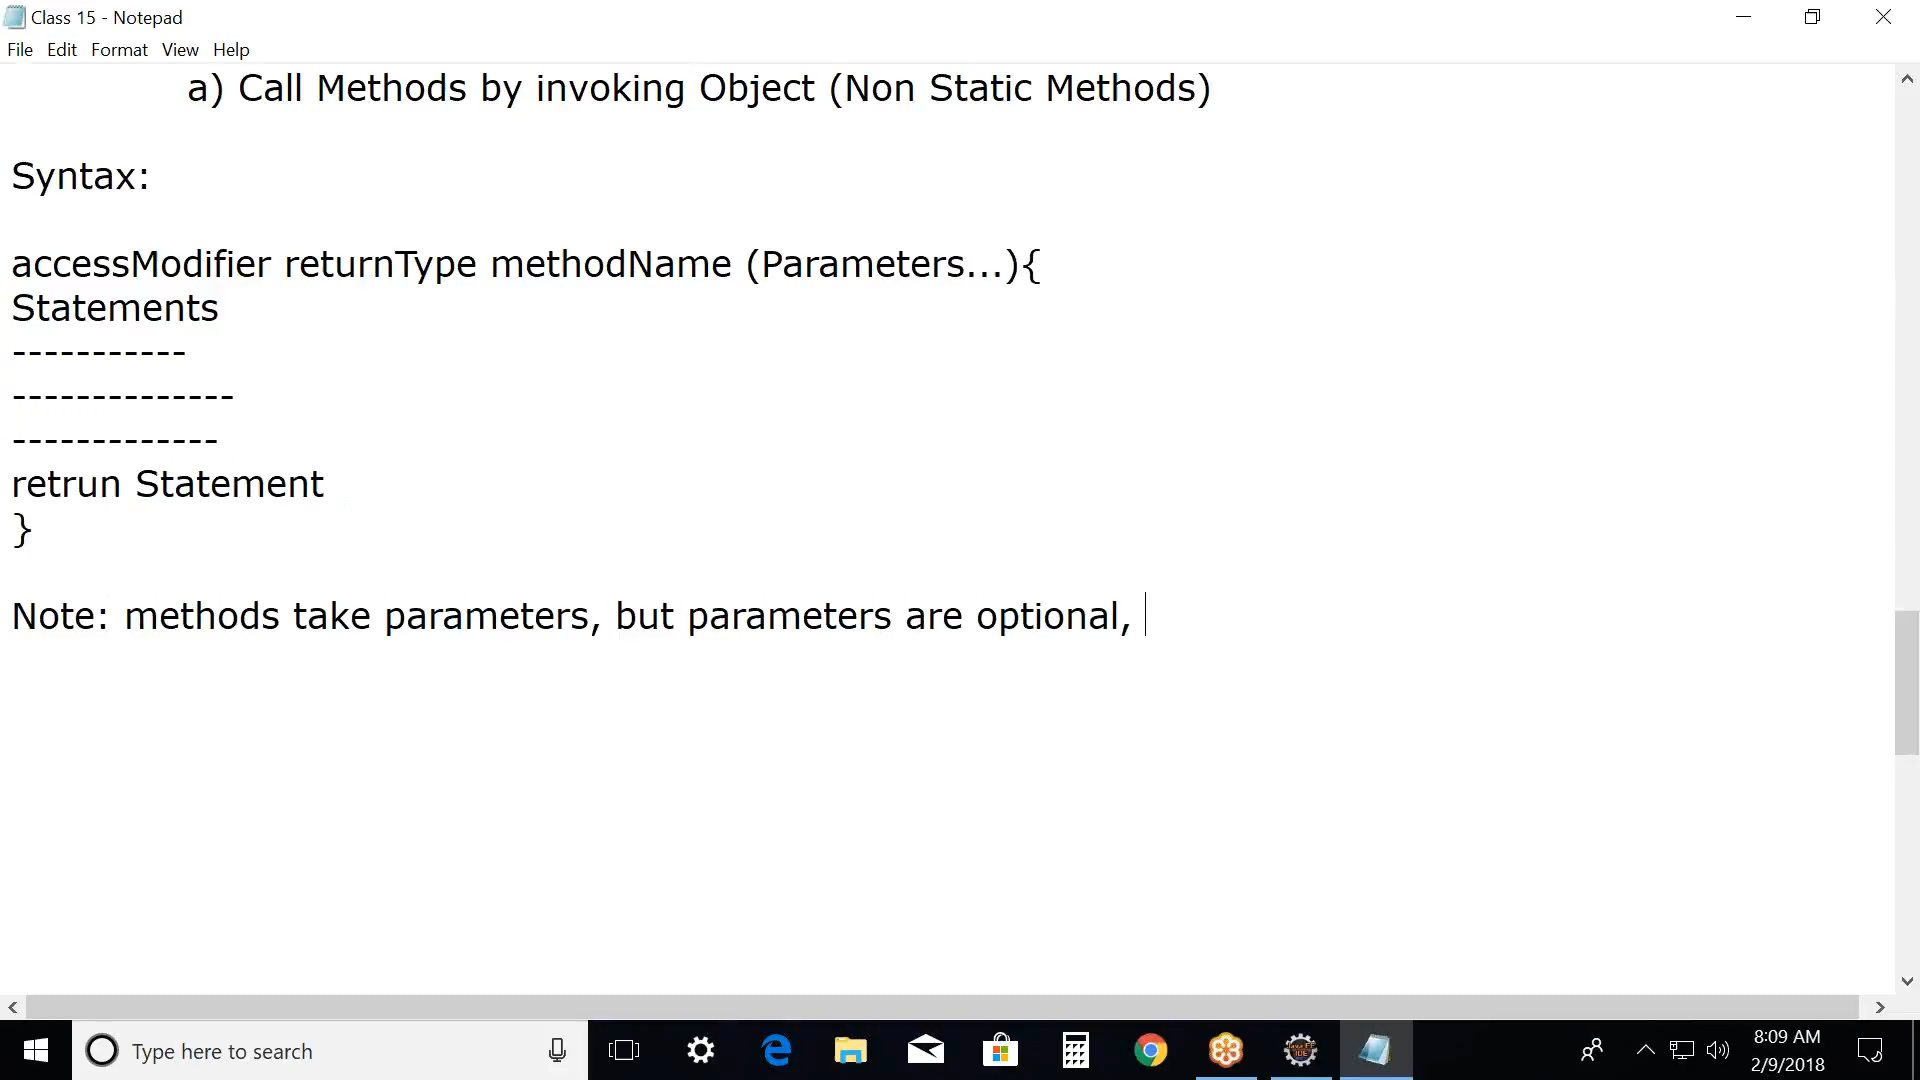 Class 15 - Notepad
File Edit Format View Help
a) Call Methods by invoking Object (Non Static Methods)
Syntax:
accessModifier returnType methodName (Parameters...){
Statements
-----------
--------------
-------------
retrun Statement
}
Note: methods take parameters, but parameters are optional,
Type here to search
8:09 AM
2/9/2018